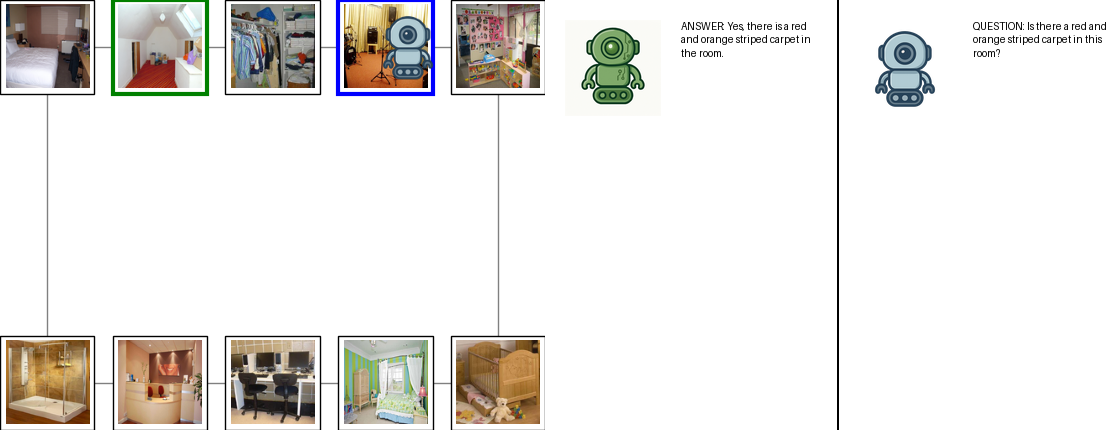 ANSWER: Yes, there is a red
and orange striped carpet in
the room.
QUESTION: Is there a red and
orange striped carpet in this
room?